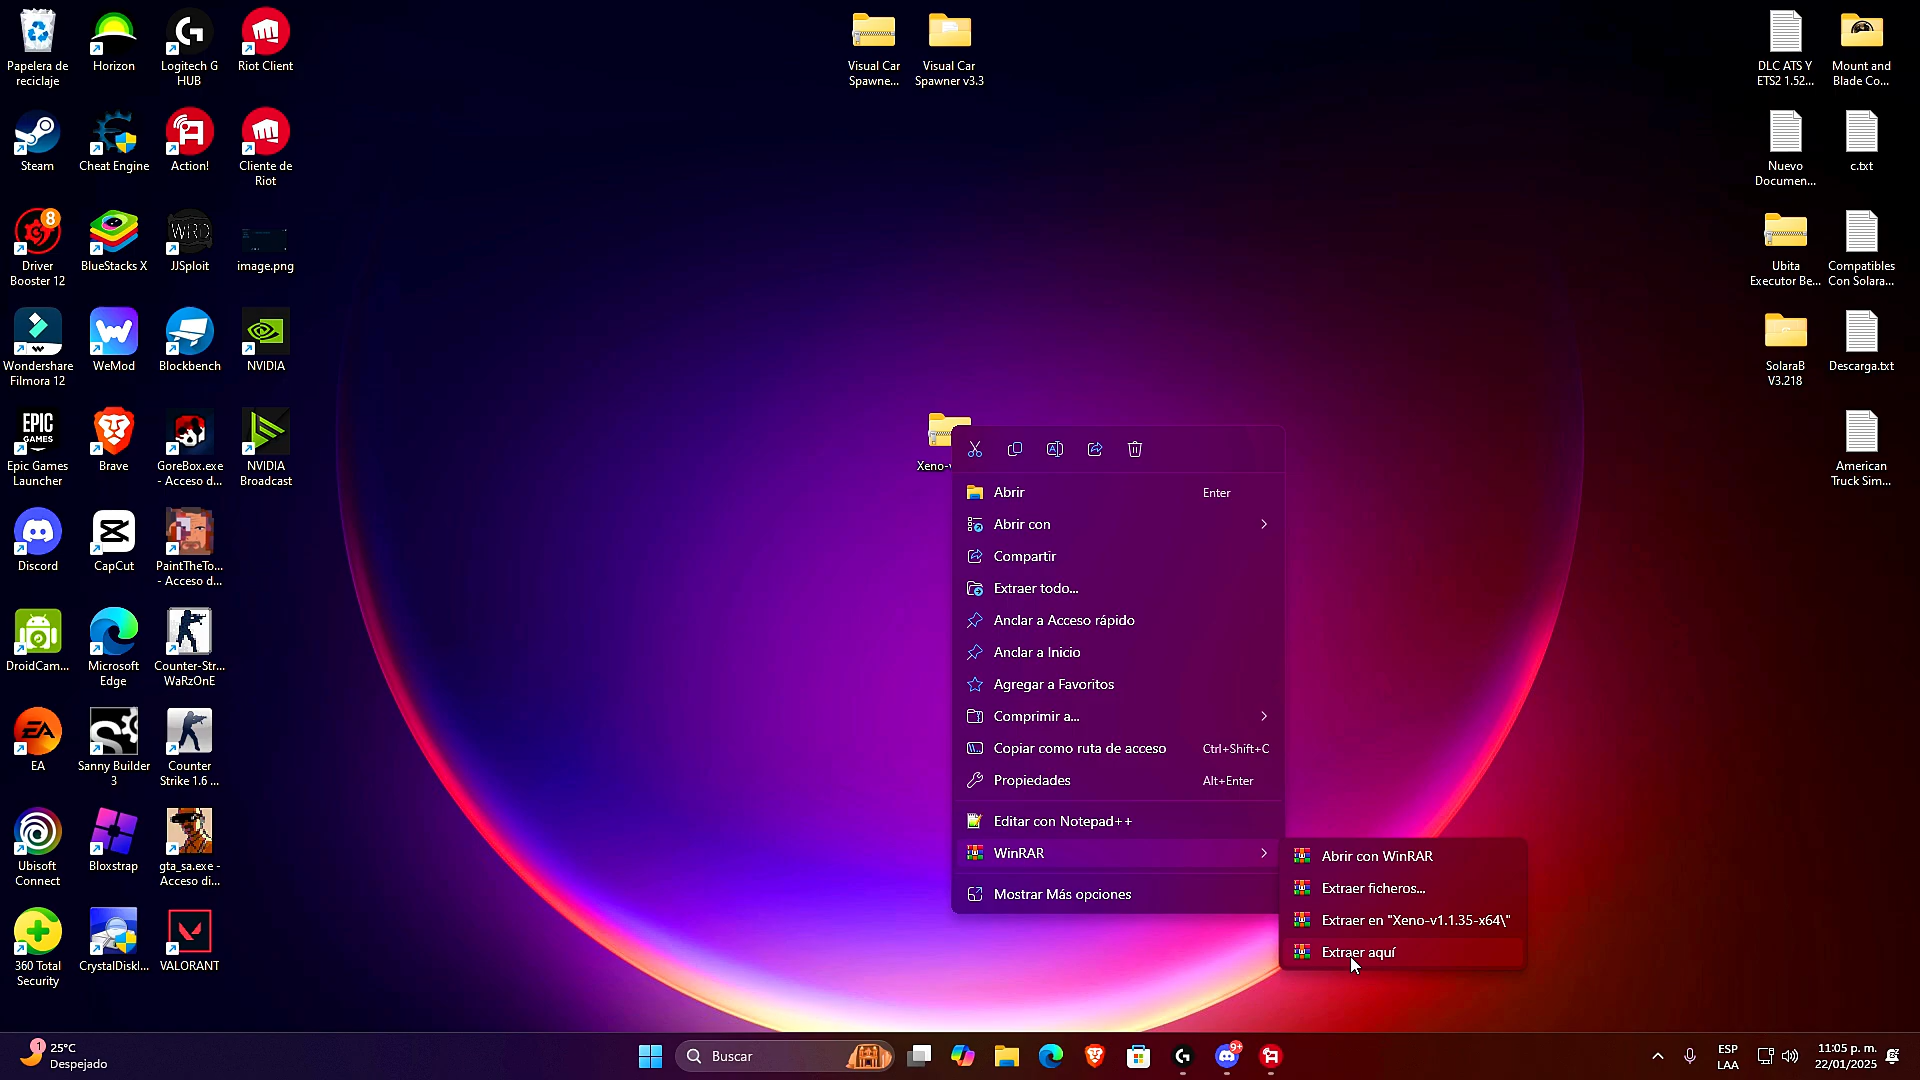 Papelera de
reciclaje
Horizon
Logitech G
HUB
Riot Client
Visual Car
Spawne...
Visual Car
Spawner v3.3
DLC ATS Y
ETS2 1.52...
Mount and
Blade Co...
Steam
Cheat Engine
Action!
Cliente de
Riot
Nuevo
Documen...
c.txt
8
Driver
Booster 12
BlueStacks X
WRD
JJSploit
image.png
Ubita
Executor Be...
Compatibles
Con Solara...
Wondershare
Filmora 12
WeMod
Blockbench
NVIDIA
SolaraB
V3.218
Descarga.txt
EPIC
GAMES
Epic Games
Launcher
Brave
GoreBox.exe
- Acceso d...
NVIDIA
Broadcast
Xeno-v
American
Truck Sim...
Discord
CapCut
PaintTheTo...
- Acceso d...
DroidCam...
Microsoft
Edge
Counter-Str...
WaRzOnE
EA
EA
Sanny Builder
3
Counter
Strike 1.6 ...
Ubisoft
Connect
Bloxstrap
gta_sa.exe -
Acceso di...
360 Total
Security
CrystalDiskI...
VALORANT
Abrir Enter
Abrir con
Compartir
Extraer todo...
Anclar a Acceso rápido
Anclar a Inicio
Agregar a Favoritos
Comprimir a...
Copiar como ruta de acceso Ctrl+Shift+C
Propiedades Alt+Enter
Editar con Notepad++
WinRAR
Mostrar Más opciones
Abrir con WinRAR
Extraer ficheros...
Extraer en "Xeno-v1.1.35-x64\"
Extraer aquí
1
25°C
Despejado
Buscar
9+
ESP
LAA
11:05 p. m.
22/01/2025